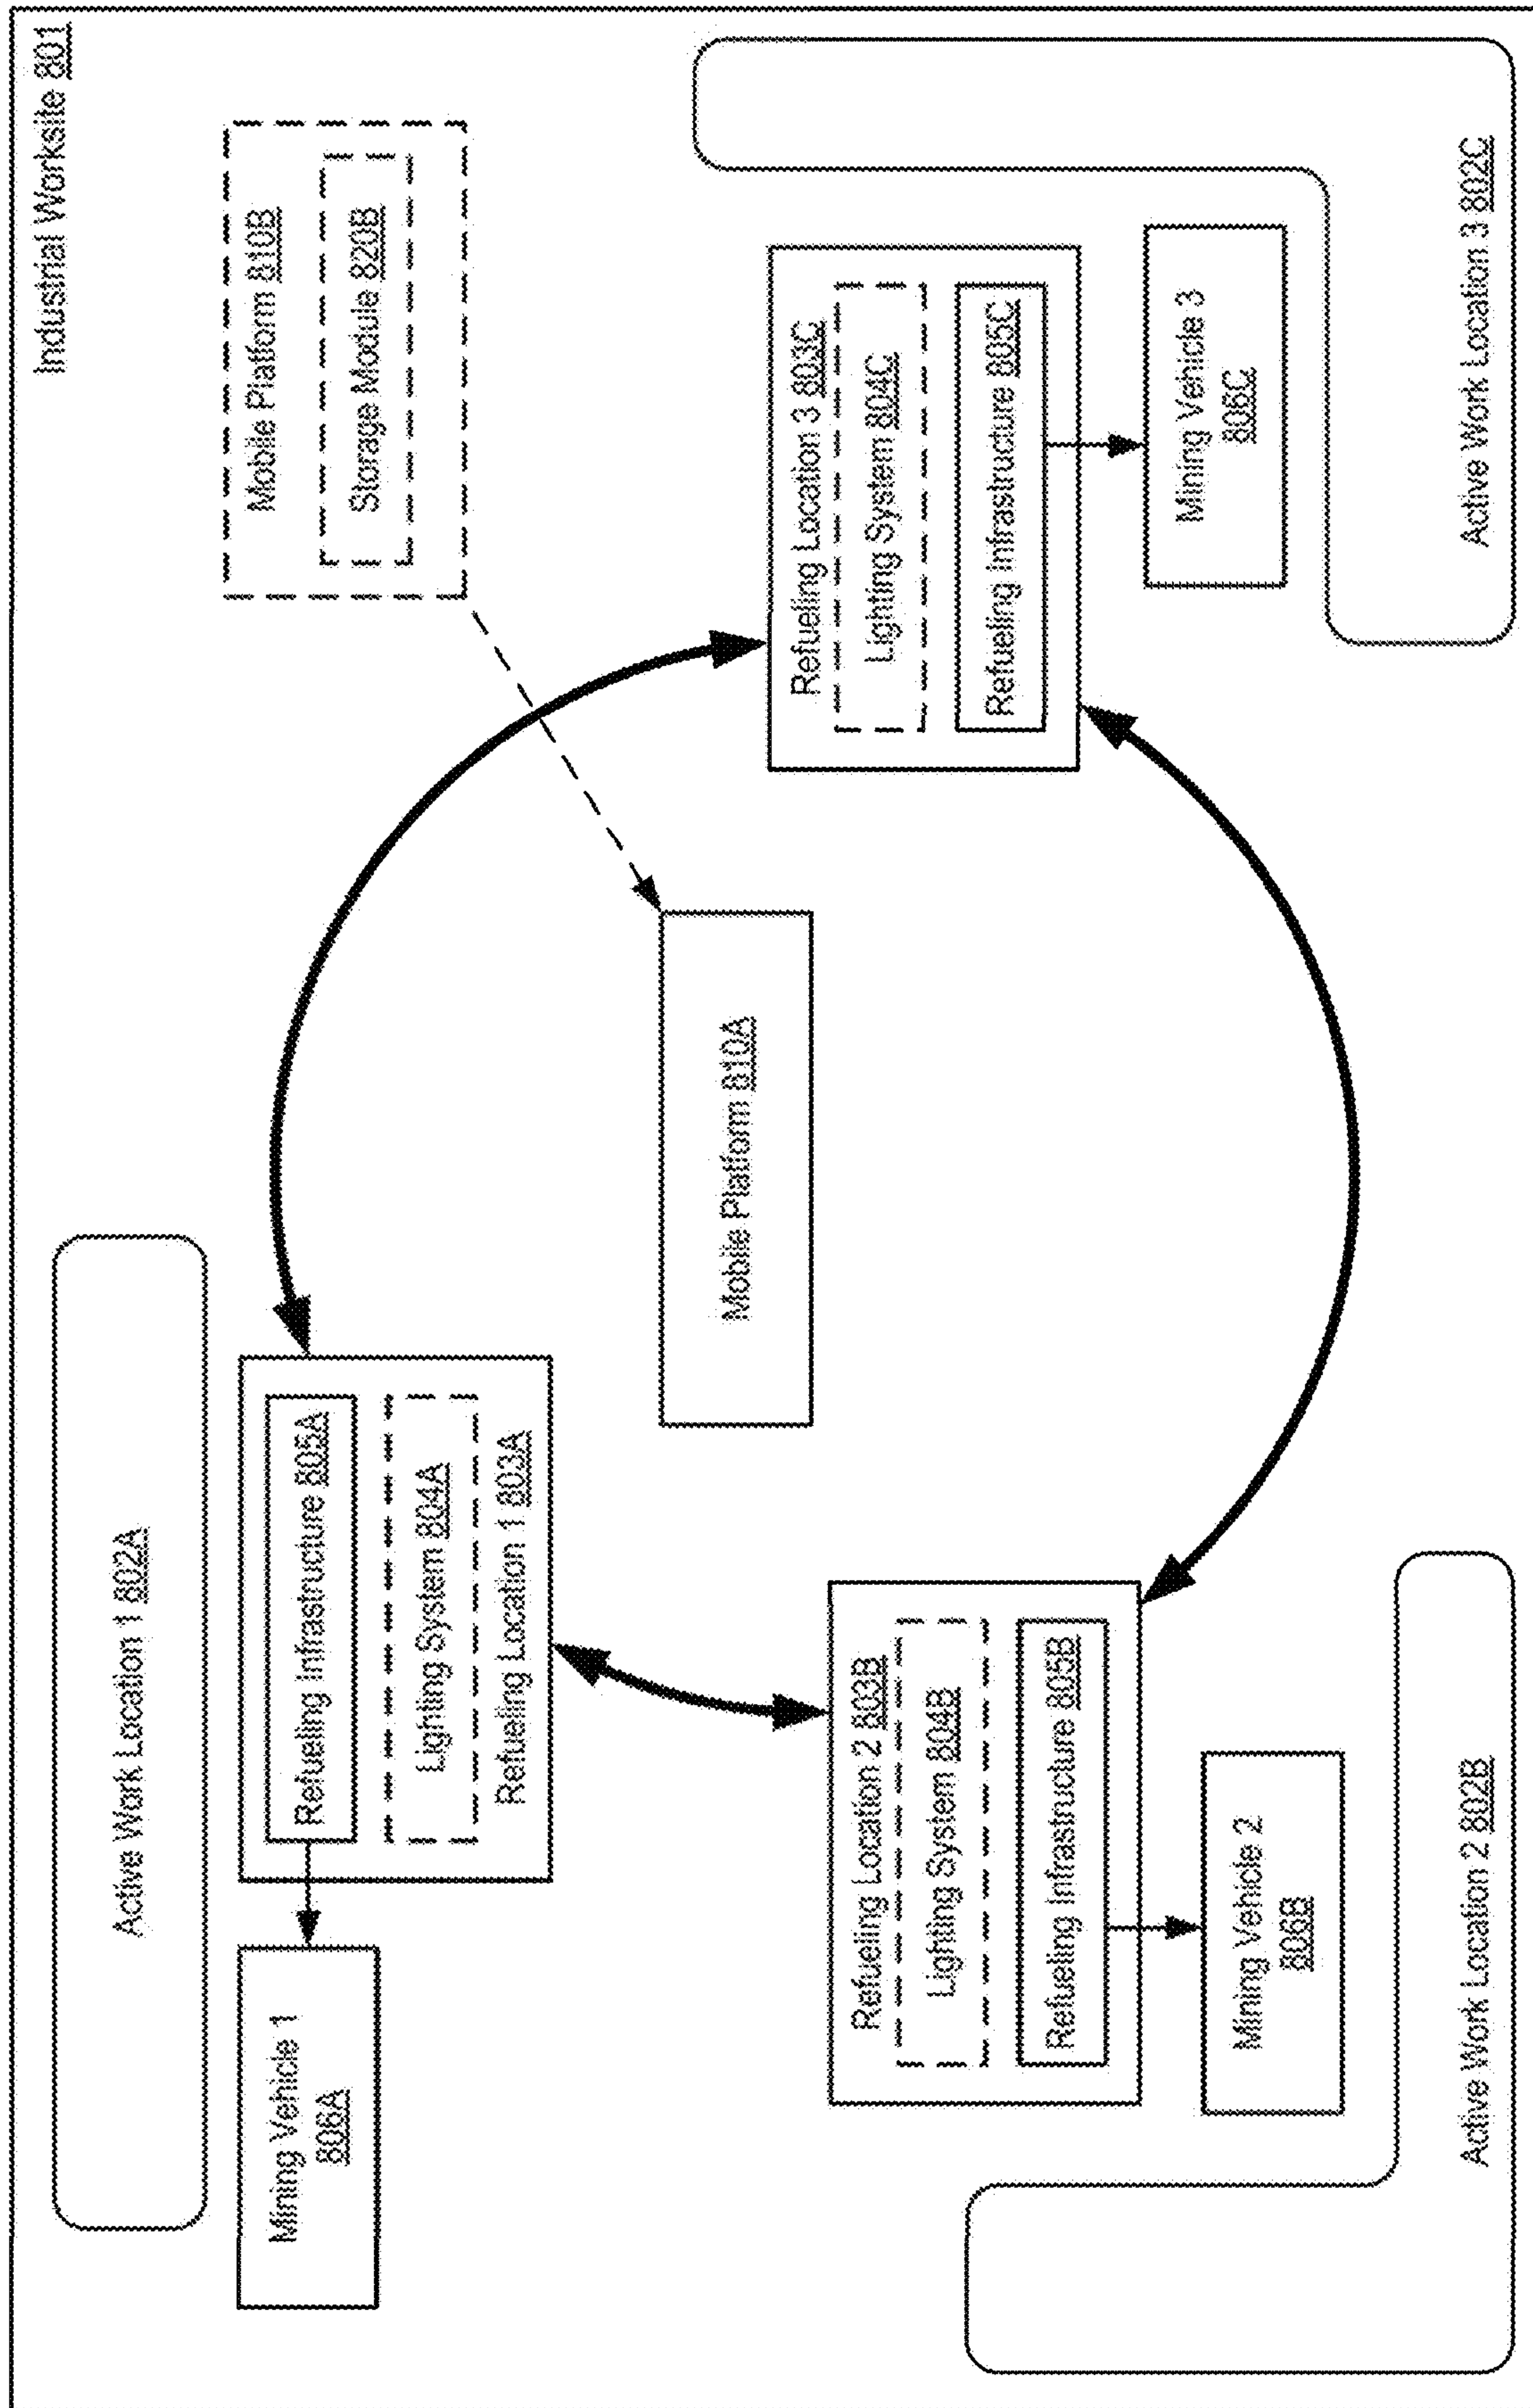 Industrial Worksite 801
Active Work Location 1 802A
Mining Vehicle 1
806A
Refueling Infrastructure 805A
Lighting System 804A
Refueling Location 1 803A
Mobile Platform 810B
Storage Module 820B
Mobile Platform 810A
Refueling Location 2 803B
Lighting System 804B
Refueling Infrastructure 805B
Mining Vehicle 2
806B
Active Work Location 2 802B
Refueling Location 3 803C
Lighting System 804C
Refueling Infrastructure 805C
Mining Vehicle 3
806C
Active Work Location 3 802C